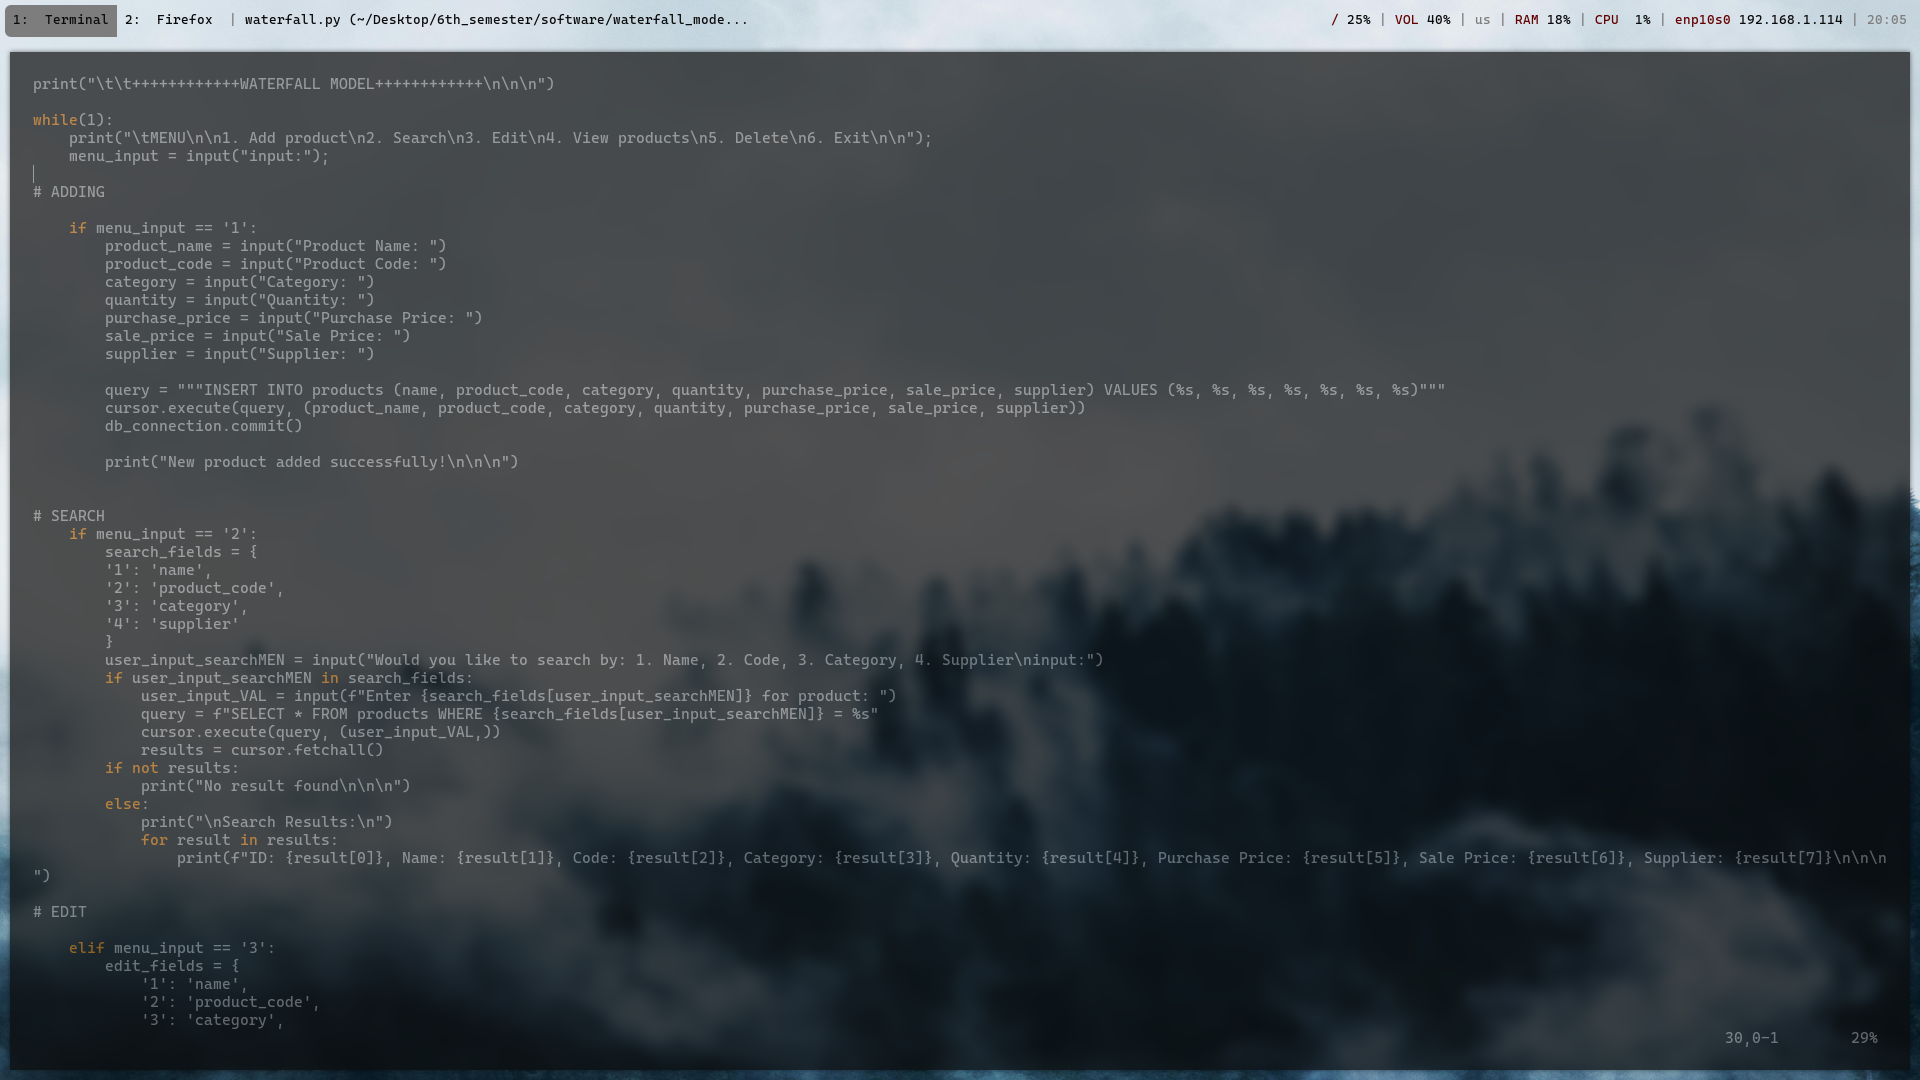 1: Terminal 2: Firefox | waterfall.py (~/Desktop/6th_semester/software/waterfall_mode... / 25% | VOL 40% | us | RAM 18% | CPU 1% | enp10s0 192.168.1.114 | 20:05
print("\t\t++++++++++++WATERFALL MODEL++++++++++++\n\n\n")
while(1):
    print("\tMENU\n\n1. Add product\n2. Search\n3. Edit\n4. View products\n5. Delete\n6. Exit\n\n");
    menu_input = input("input:");
# ADDING
    if menu_input == '1':
        product_name = input("Product Name: ")
        product_code = input("Product Code: ")
        category = input("Category: ")
        quantity = input("Quantity: ")
        purchase_price = input("Purchase Price: ")
        sale_price = input("Sale Price: ")
        supplier = input("Supplier: ")
        query = """INSERT INTO products (name, product_code, category, quantity, purchase_price, sale_price, supplier) VALUES (%s, %s, %s, %s, %s, %s, %s)"""
        cursor.execute(query, (product_name, product_code, category, quantity, purchase_price, sale_price, supplier))
        db_connection.commit()
        print("New product added successfully!\n\n\n")
# SEARCH
    if menu_input == '2':
        search_fields = {
        '1': 'name',
        '2': 'product_code',
        '3': 'category',
        '4': 'supplier'
        }
        user_input_searchMEN = input("Would you like to search by: 1. Name, 2. Code, 3. Category, 4. Supplier\ninput:")
        if user_input_searchMEN in search_fields:
            user_input_VAL = input(f"Enter {search_fields[user_input_searchMEN]} for product: ")
            query = f"SELECT * FROM products WHERE {search_fields[user_input_searchMEN]} = %s"
            cursor.execute(query, (user_input_VAL,))
            results = cursor.fetchall()
        if not results:
            print("No result found\n\n\n")
        else:
            print("\nSearch Results:\n")
            for result in results:
                print(f"ID: {result[0]}, Name: {result[1]}, Code: {result[2]}, Category: {result[3]}, Quantity: {result[4]}, Purchase Price: {result[5]}, Sale Price: {result[6]}, Supplier: {result[7]}\n\n\n
")
# EDIT
    elif menu_input == '3':
        edit_fields = {
            '1': 'name',
            '2': 'product_code',
            '3': 'category',
30,0-1 29%